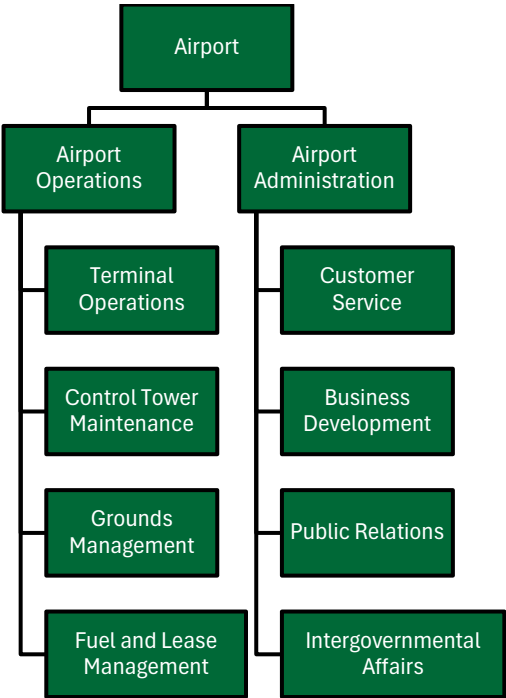 Airport
Airport
Operations
Airport
Administration
Terminal
Operations
Customer
Service
Control Tower
Maintenance
Business
Development
Grounds
Management
Public Relations
Fuel and Lease
Management
Intergovernmental
Affairs